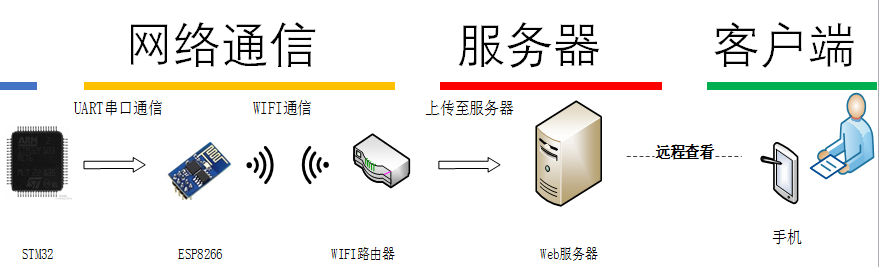 网络通信
服务器
客户端
UART串口通信
WIFI通信
上传至服务器
ARM
远程查看
手机
STM32
ESP8266
WIFI路由器
Web服务器